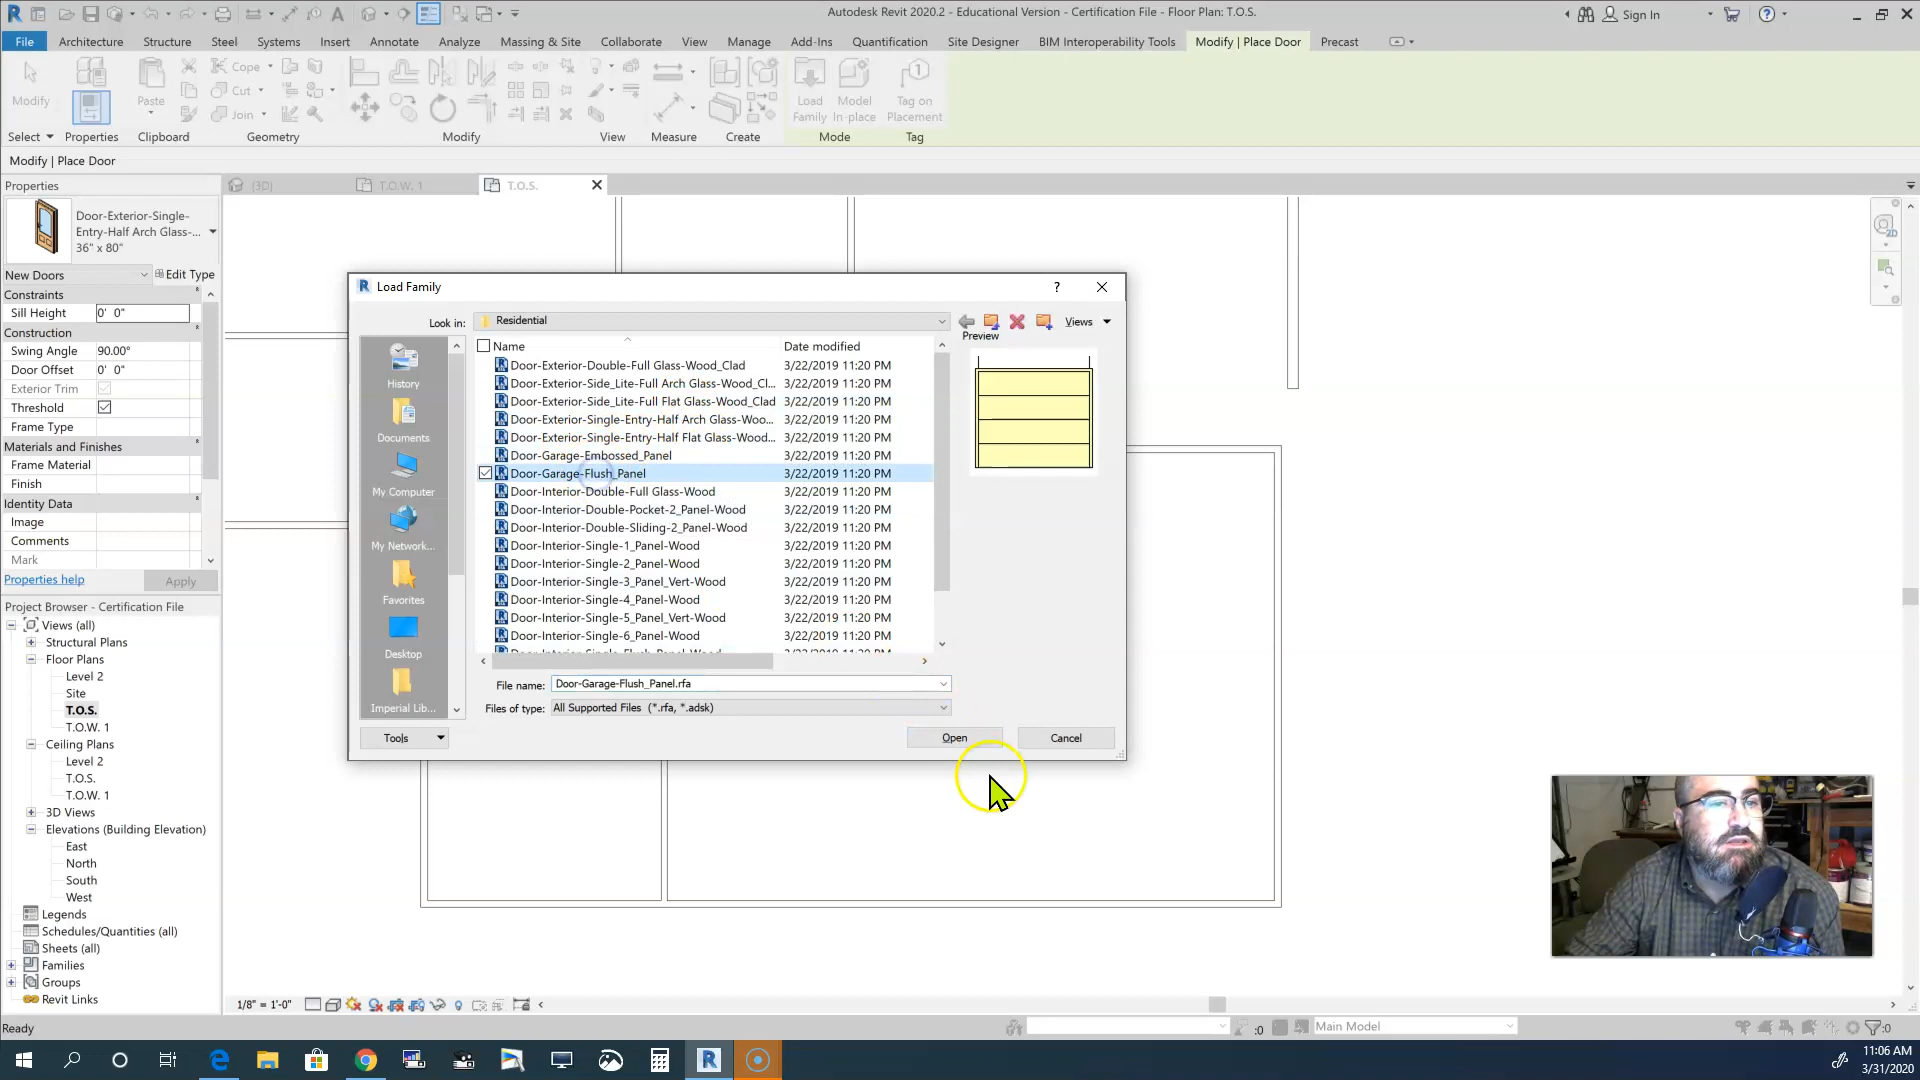 Autodesk Revit 2020.2 - Educational Version - Certification File - Floor Plan: T.O.S.
Sign In
File Architecture Structure Steel Systems Insert Annotate Analyze Massing & Site Collaborate View Manage Add-Ins Quantification Site Designer BIM Interoperability Tools Modify | Place Door Precast
Modify
Paste
Cope
Cut
Join
Load Family
Model In-place
Tag on Placement
Select Properties Clipboard Geometry Modify View Measure Create Mode Tag
Modify | Place Door
Properties
(3D)
T.O.W. 1
T.O.S.
Door-Exterior-Single-
Entry-Half Arch Glass-...
36" x 80"
New Doors
Edit Type
Constraints
Sill Height 0' 0"
Construction
Swing Angle 90.00°
Door Offset 0' 0"
Exterior Trim
Threshold
Frame Type
Materials and Finishes
Frame Material
Finish
Identity Data
Image
Comments
Mark
Properties help
Apply
Project Browser - Certification File
Views (all)
Structural Plans
Floor Plans
Level 2
Site
T.O.S.
T.O.W. 1
Ceiling Plans
Level 2
T.O.S.
T.O.W. 1
3D Views
Elevations (Building Elevation)
East
North
South
West
Legends
Schedules/Quantities (all)
Sheets (all)
Families
Groups
Revit Links
Load Family
Look in: Residential
Views
Preview
History
Documents
My Computer
My Network...
Favorites
Desktop
Imperial Lib...
Name Date modified
Door-Exterior-Double-Full Glass-Wood_Clad 3/22/2019 11:20 PM
Door-Exterior-Side_Lite-Full Arch Glass-Wood_Cl... 3/22/2019 11:20 PM
Door-Exterior-Side_Lite-Full Flat Glass-Wood_Clad 3/22/2019 11:20 PM
Door-Exterior-Single-Entry-Half Arch Glass-Woo... 3/22/2019 11:20 PM
Door-Exterior-Single-Entry-Half Flat Glass-Wood... 3/22/2019 11:20 PM
Door-Garage-Embossed_Panel 3/22/2019 11:20 PM
Door-Garage-Flush_Panel 3/22/2019 11:20 PM
Door-Interior-Double-Full Glass-Wood 3/22/2019 11:20 PM
Door-Interior-Double-Pocket-2_Panel-Wood 3/22/2019 11:20 PM
Door-Interior-Double-Sliding-2_Panel-Wood 3/22/2019 11:20 PM
Door-Interior-Single-1_Panel-Wood 3/22/2019 11:20 PM
Door-Interior-Single-2_Panel-Wood 3/22/2019 11:20 PM
Door-Interior-Single-3_Panel_Vert-Wood 3/22/2019 11:20 PM
Door-Interior-Single-4_Panel-Wood 3/22/2019 11:20 PM
Door-Interior-Single-5_Panel_Vert-Wood 3/22/2019 11:20 PM
Door-Interior-Single-6_Panel-Wood 3/22/2019 11:20 PM
File name: Door-Garage-Flush_Panel.rfa
Files of type: All Supported Files (*.rfa, *.adsk)
Tools
Open
Cancel
1/8" = 1'-0"
Ready
:0
Main Model
:0
11:06 AM
3/31/2020